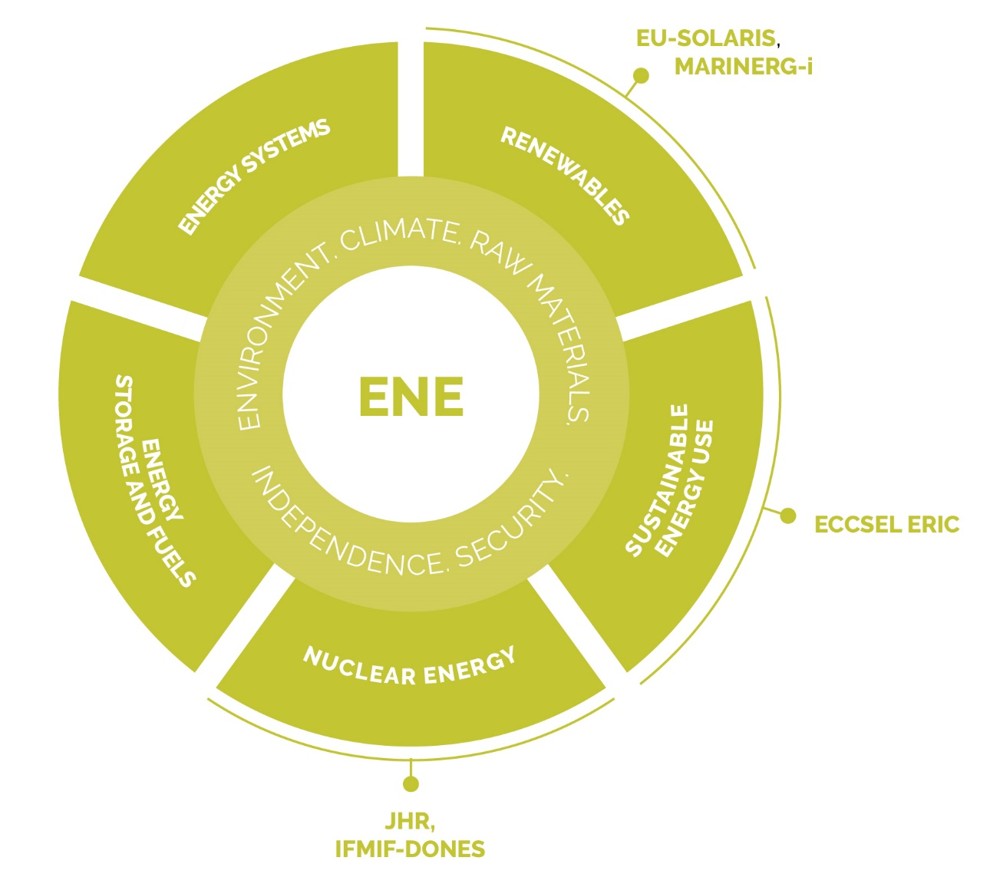 EU-SOLARIS,
MARINERG-i
ENERGY SYSTEMS
RENEWABLES
ENVIRONMENT. CLIMATE. RAW MATERIALS.
ENE
INDEPENDENCE. SECURITY.
ENERGY
STORAGE AND FUELS
SUSTAINABLE
ENERGY USE
ECCSEL ERIC
NUCLEAR ENERGY
JHR,
IFMIF-DONES